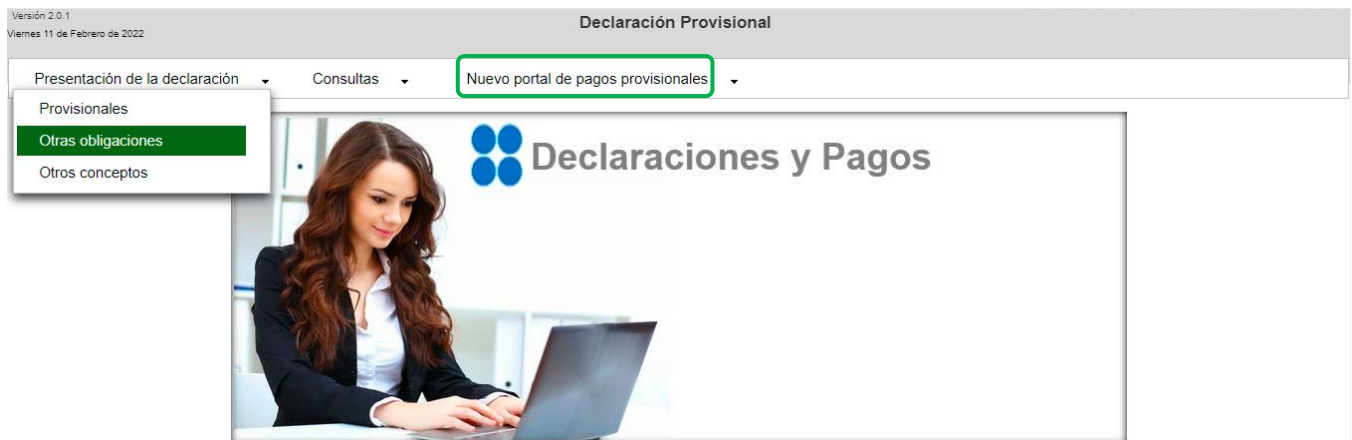 Versión 2.0.1
Declaración Provisional
Viernes 11 de Febrero de 2022
Presentación de la declaración
Consultas
Nuevo portal de pagos provisionales
Provisionales
Otras obligaciones
Otros conceptos
Declaraciones y Pagos